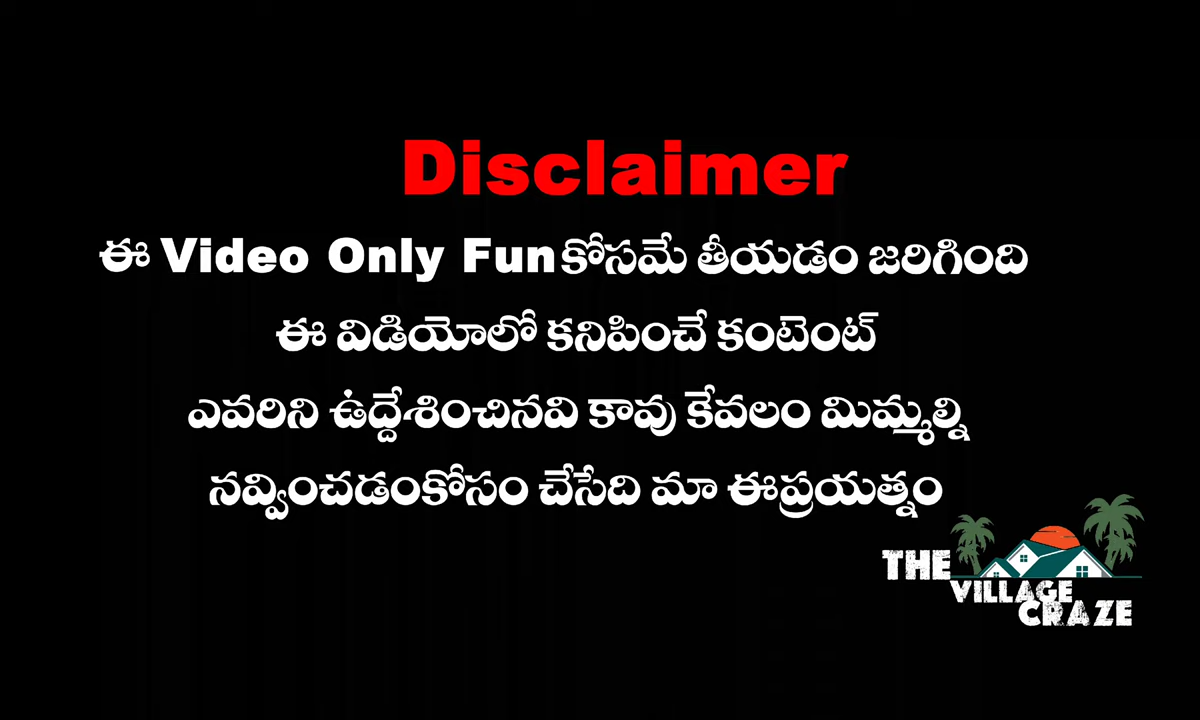 Disclaimer
ఈ Video Only Fun కోసమే తీయడం జరిగింది
ఈ విడియోలో కనిపించే కంటెంట్
ఎవరిని ఉద్దేశించినవి కావు కేవలం మిమ్మల్ని
నవ్వించడంకోసం చేసేది మా ఈప్రయత్నం
THE
VILLAGE
CRAZE